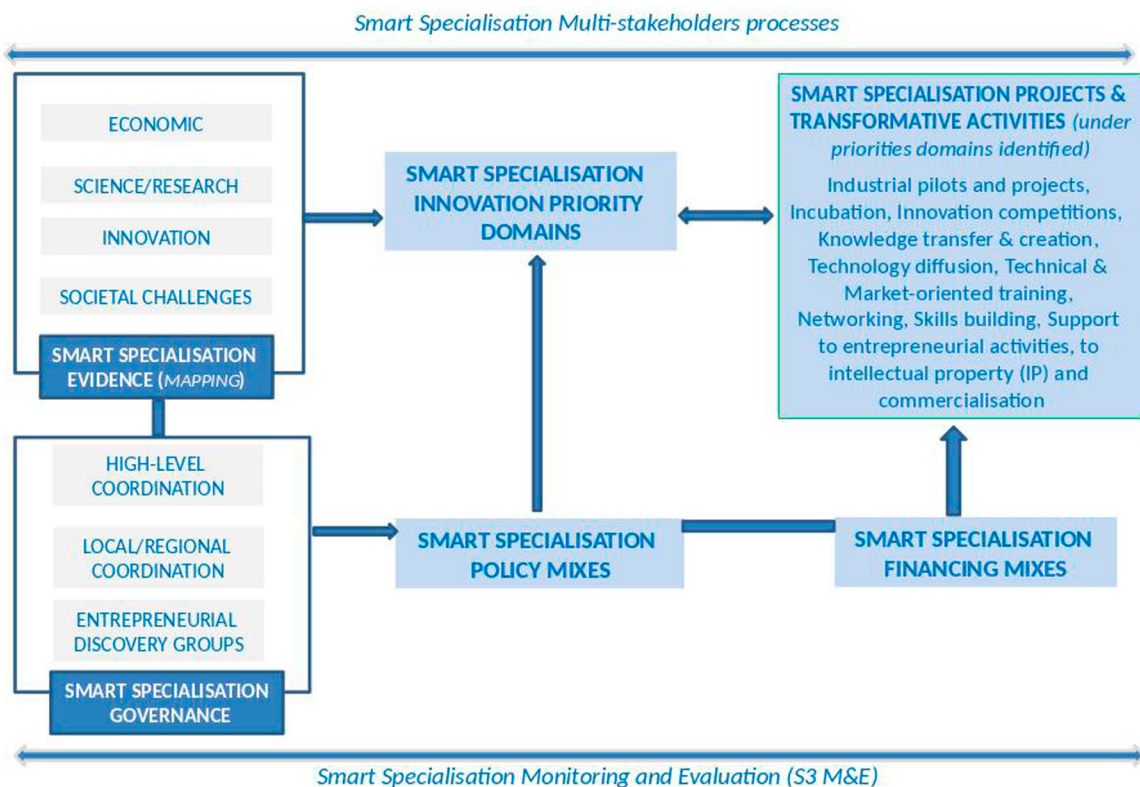 Smart Specialisation Multi-stakeholders processes
ECONOMIC
SCIENCE/RESEARCH
INNOVATION
SOCIETAL CHALLENGES
SMART SPECIALISATION
EVIDENCE (MAPPING)
HIGH-LEVEL
COORDINATION
LOCAL/REGIONAL
COORDINATION
ENTREPRENEURIAL
DISCOVERY GROUPS
SMART SPECIALISATION
GOVERNANCE
SMART SPECIALISATION
INNOVATION PRIORITY
DOMAINS
SMART SPECIALISATION
POLICY MIXES
SMART SPECIALISATION PROJECTS &
TRANSFORMATIVE ACTIVITIES (under
priorities domains identified)
Industrial pilots and projects,
Incubation, Innovation competitions,
Knowledge transfer & creation,
Technology diffusion, Technical &
Market-oriented training,
Networking, Skills building, Support
to entrepreneurial activities, to
intellectual property (IP) and
commercialisation
SMART SPECIALISATION
FINANCING MIXES
Smart Specialisation Monitoring and Evaluation (S3 M&E)